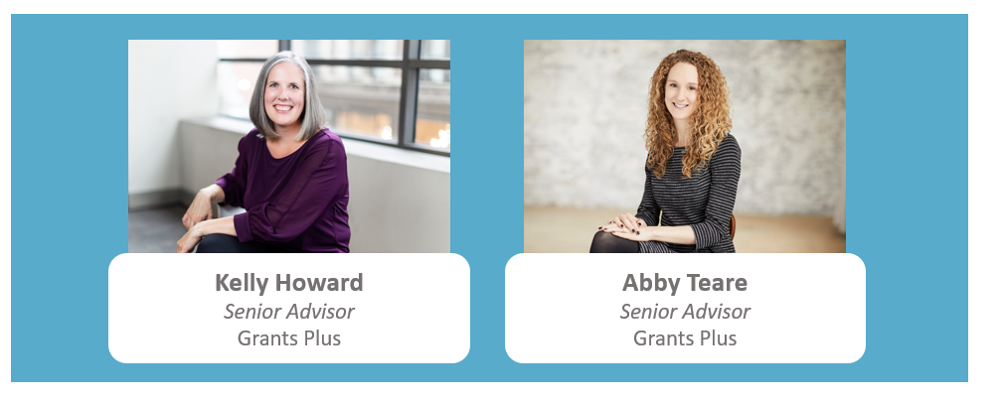 Kelly Howard
Senior Advisor
Grants Plus
Abby Teare
Senior Advisor
Grants Plus